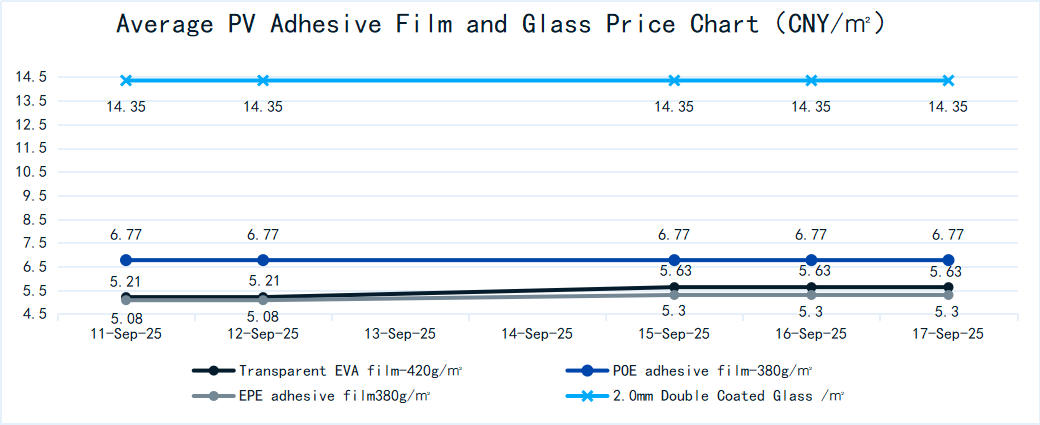 Average PV Adhesive Film and Glass Price Chart (CNY/㎡)
14.5
14.35 14.35 14.35 14.35 14.35
13.5
12.5
11.5
10.5
9.5
8.5
7.5
6.77 6.77 6.77 6.77 6.77
6.5
5.21 5.21 5.63 5.63 5.63
5.5
4.5
5.08 5.08 5.3 5.3 5.3
11-Sep-25 12-Sep-25 13-Sep-25 14-Sep-25 15-Sep-25 16-Sep-25 17-Sep-25
Transparent EVA film-420g/㎡ POE adhesive film-380g/㎡
EPE adhesive film380g/㎡ 2.0mm Double Coated Glass /㎡